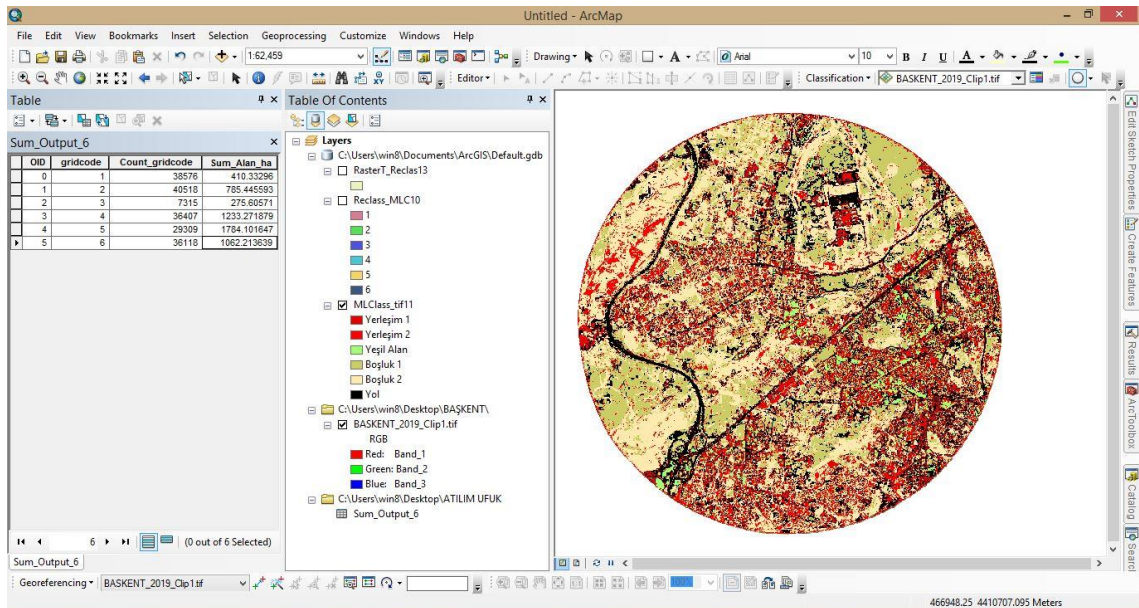 Untitled - ArcMap
File Edit View Bookmarks Insert Selection Geoprocessing Customize Windows Help
1:62,459
Drawing
A
Arial
10
B I U A
Editor
Classification
BASKENT_2019_Clip1.tif
Table
Sum_Output_6
OID gridcode Count_gridcode Sum_Alan_ha
0 1 38576 410.33296
1 2 40518 785.445593
2 3 7315 275.60571
3 4 36407 1233.271879
4 5 29309 1784.101647
5 6 36118 1062.213639
6
(0 out of 6 Selected)
Sum_Output_6
Table Of Contents
Layers
C:\Users\win8\Documents\ArcGIS\Default.gdb
RasterT_Reclas13
Reclass_MLC10
1
2
3
4
5
6
MLClass_tif11
Yerleşim 1
Yerleşim 2
Yeşil Alan
Boşluk 1
Boşluk 2
Yol
C:\Users\win8\Desktop\BAŞKENT\
BASKENT_2019_Clip1.tif
RGB
Red: Band_1
Green: Band_2
Blue: Band_3
C:\Users\win8\Desktop\ATILIM UFUK
Sum_Output_6
Edit Sketch Properties
Create Features
Results
ArcToolbox
Catalog
Search
Georeferencing
BASKENT_2019_Clip1.tif
100%
466948.25 4410707.095 Meters